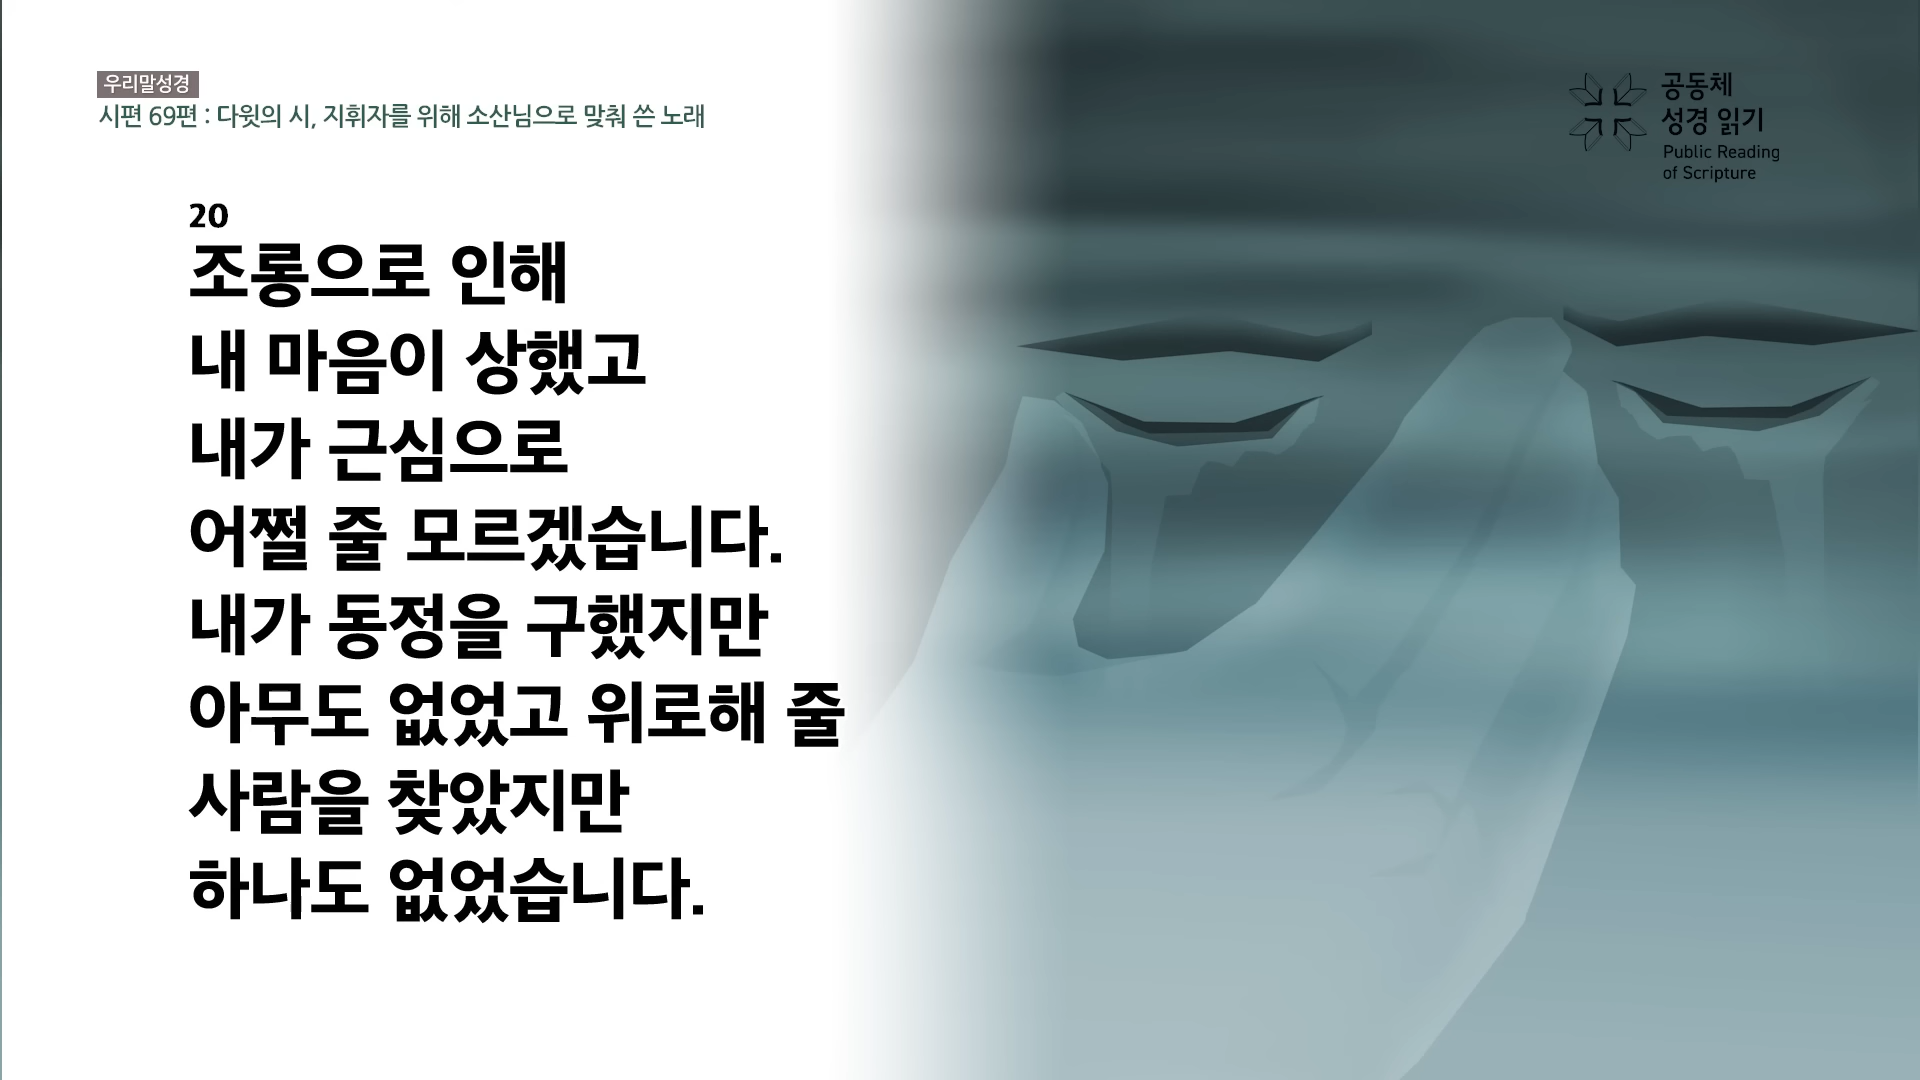 우리말성경
시편 69편 : 다윗의 시, 지휘자를 위해 소산님으로 맞춰 쓴 노래
공동체
성경 읽기
Public Reading
of Scripture
20
조롱으로 인해
내 마음이 상했고
내가 근심으로
어쩔 줄 모르겠습니다.
내가 동정을 구했지만
아무도 없었고 위로해 줄
사람을 찾았지만
하나도 없었습니다.